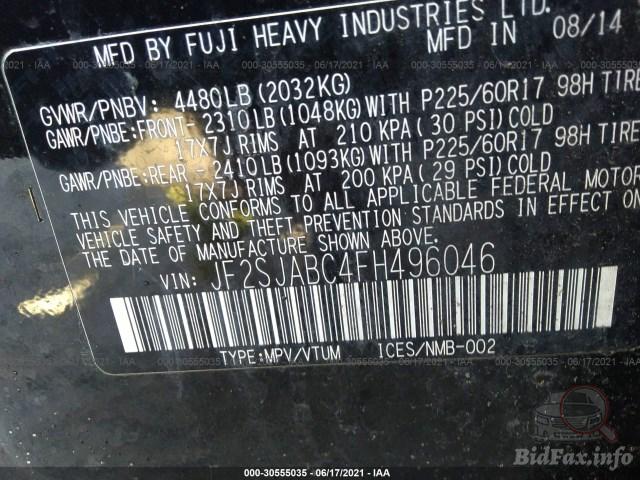 MFD BY FUJI HEAVY INDUSTRIES LTD.
MFD IN 08/14
GVWR/PNBV: 4480LB(2032KG)
GAWR/PNBE:FRONT-2310LB(1048KG)WITH P225/60R17 98H TIRE
17X7J RIMS AT 210 KPA(30 PSI)COLD
GAWR/PNBE:REAR -2410LB(1093KG)WITH P225/60R17 98H TIRE
17X7J RIMS AT 200 KPA(29 PSI)COLD
THIS VEHICLE CONFORMS TO ALL APPLICABLE FEDERAL MOTOR
VEHICLE SAFETY AND THEFT PREVENTION STANDARDS IN EFFECT ON
THE DATE OF MANUFACTURE SHOWN ABOVE.
VIN: JF2SJABC4FH496046
TYPE:MPV/VTUM ICES/NMB-002
BidFax.info
000-30555035 - 06/17/2021 - IAA